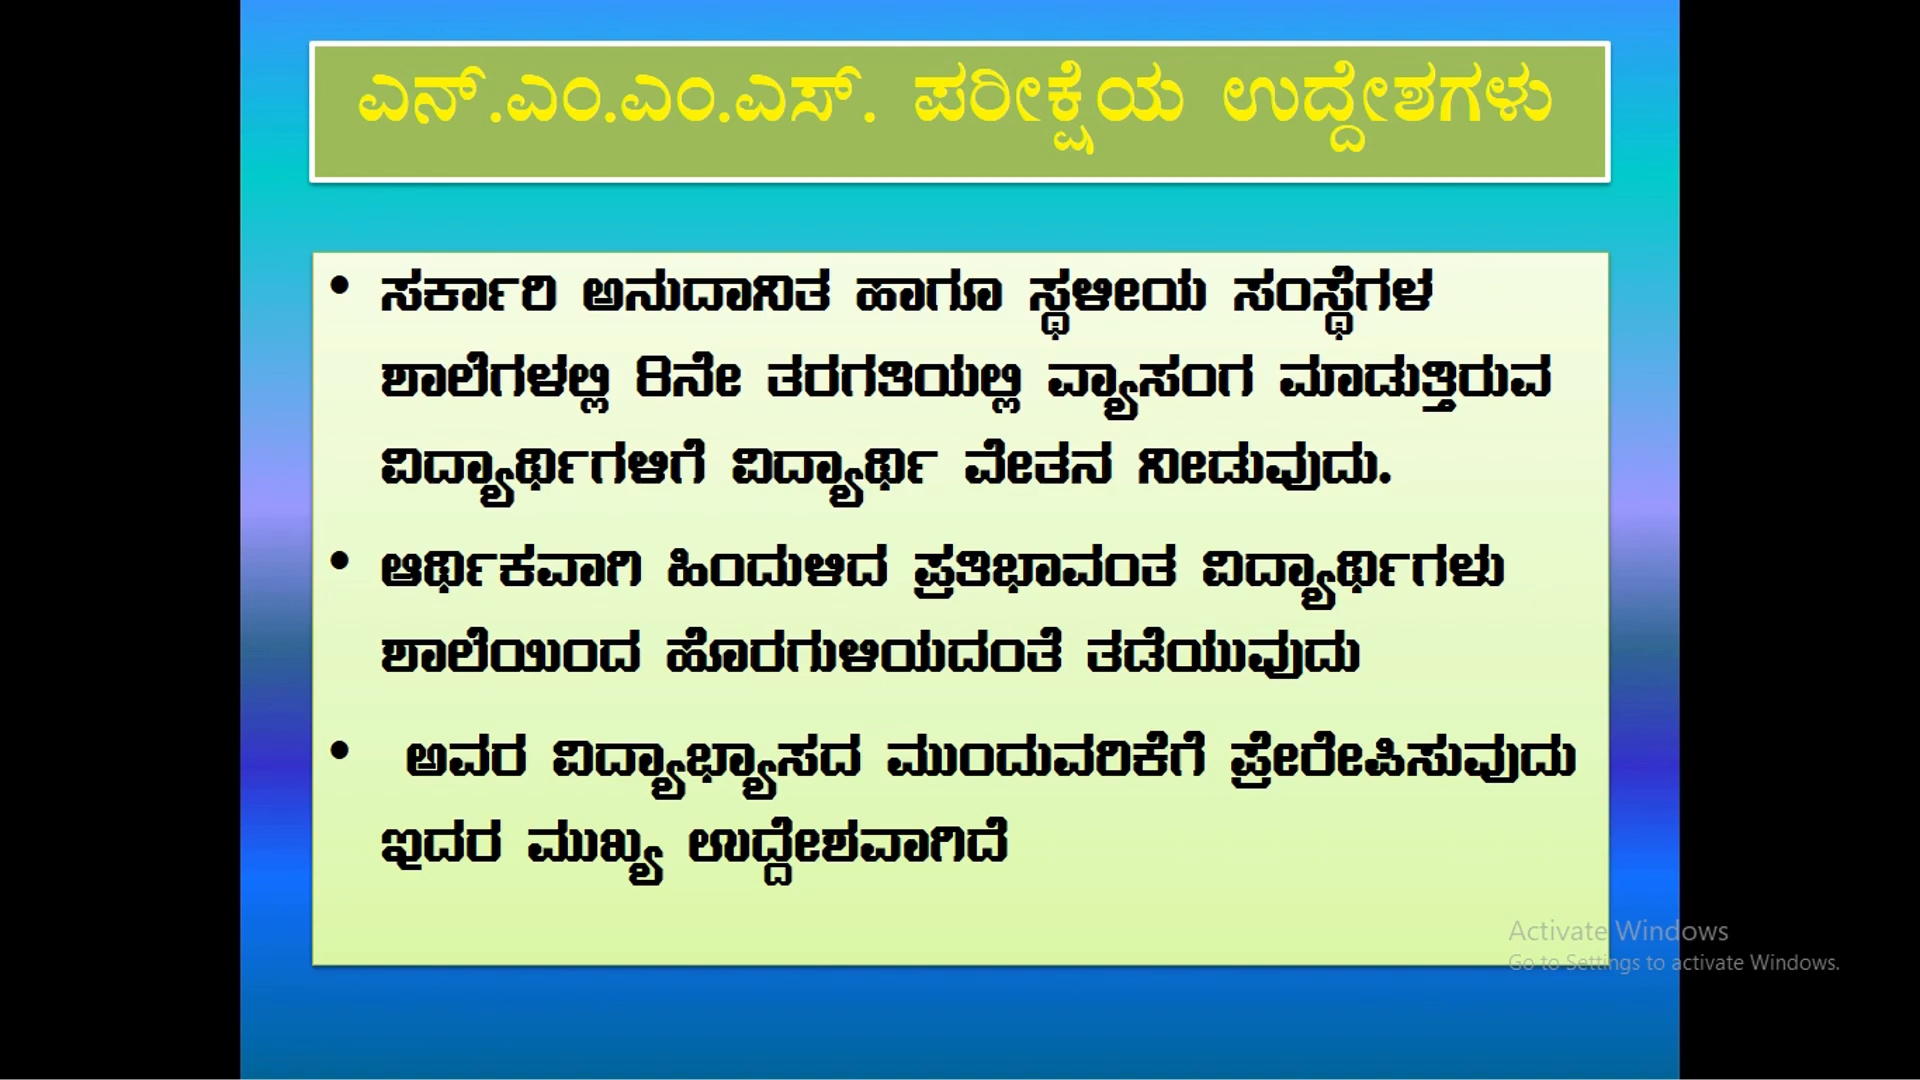 ಎನ್.ಎಂ.ಎಂ.ಎಸ್. ಪರೀಕ್ಷೆಯ ಉದ್ದೇಶಗಳು
• ಸರ್ಕಾರಿ ಅನುದಾನಿತ ಹಾಗೂ ಸ್ಥಳೀಯ ಸಂಸ್ಥೆಗಳ
ಶಾಲೆಗಳಲ್ಲಿ 8ನೇ ತರಗತಿಯಲ್ಲಿ ವ್ಯಾಸಂಗ ಮಾಡುತ್ತಿರುವ
ವಿದ್ಯಾರ್ಥಿಗಳಿಗೆ ವಿದ್ಯಾರ್ಥಿ ವೇತನ ನೀಡುವುದು.
• ಆರ್ಥಿಕವಾಗಿ ಹಿಂದುಳಿದ ಪ್ರತಿಭಾವಂತ ವಿದ್ಯಾರ್ಥಿಗಳು
ಶಾಲೆಯಿಂದ ಹೊರಗುಳಿಯದಂತೆ ತಡೆಯುವುದು
• ಅವರ ವಿದ್ಯಾಭ್ಯಾಸದ ಮುಂದುವರಿಕೆಗೆ ಪ್ರೇರೇಪಿಸುವುದು
ಇದರ ಮುಖ್ಯ ಉದ್ದೇಶವಾಗಿದೆ
Activate Windows
Go to Settings to activate Windows.